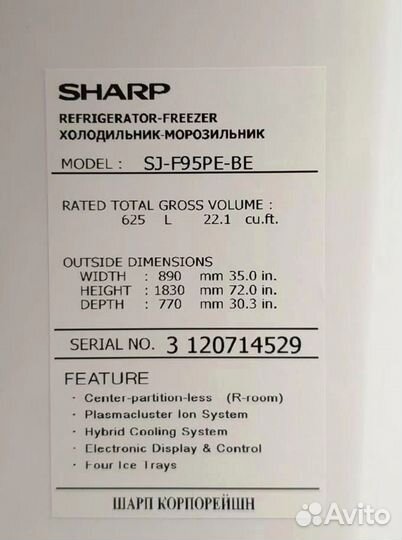 SHARP
REFRIGERATOR-FREEZER
ХОЛОДИЛЬНИК-МОРОЗИЛЬНИК
MODEL : SJ-F95PE-BE
RATED TOTAL GROSS VOLUME :
625 L 22.1 cu.ft.
OUTSIDE DIMENSIONS
WIDTH : 890 mm 35.0 in.
HEIGHT : 1830 mm 72.0 in.
DEPTH : 770 mm 30.3 in.
SERIAL NO. 3 120714529
FEATURE
· Center-partition-less (R-room)
· Plasmacluster Ion System
· Hybrid Cooling System
· Electronic Display & Control
· Four Ice Trays
ШАРП КОРПОРЕЙШН
Avito